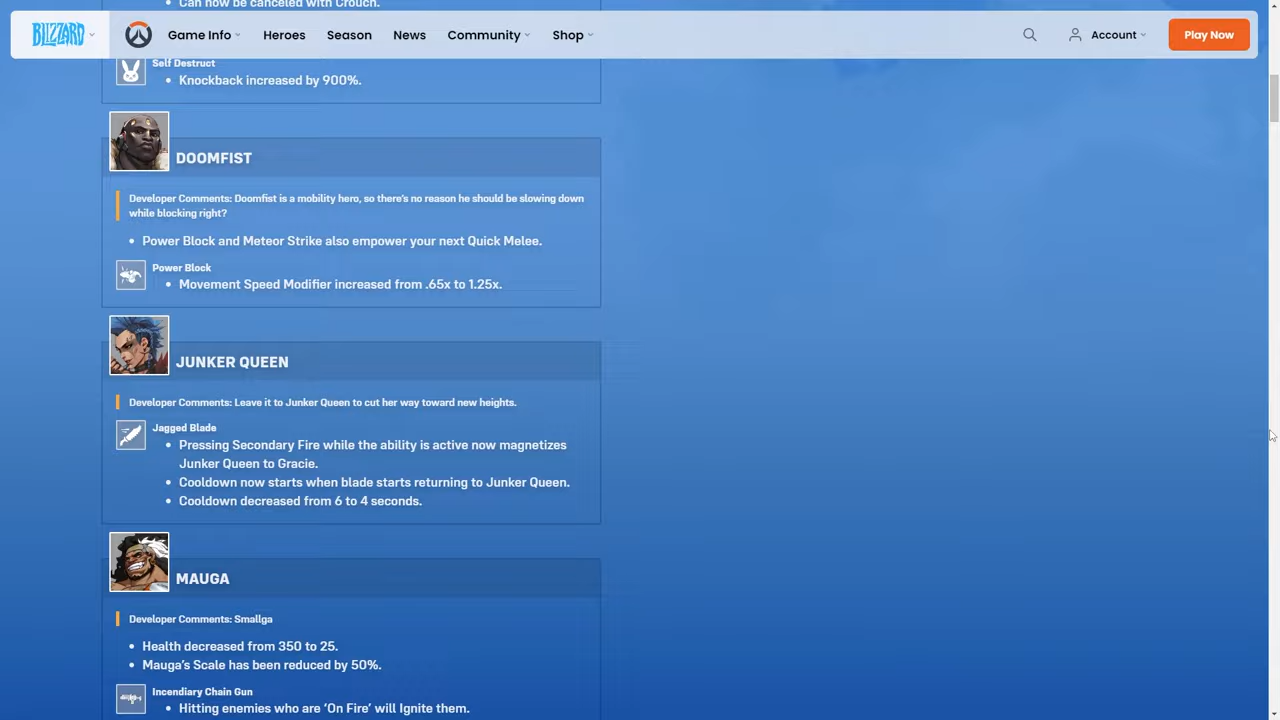 Can now be canceled with Crouch.
BLIZZARD
Game Info
Heroes
Season
News
Community
Shop
Account
Play Now
Self Destruct
Knockback increased by 900%.
DOOMFIST
Developer Comments: Doomfist is a mobility hero, so there's no reason he should be slowing down
while blocking right?
Power Block and Meteor Strike also empower your next Quick Melee.
Power Block
Movement Speed Modifier increased from .65x to 1.25x.
JUNKER QUEEN
Developer Comments: Leave it to Junker Queen to cut her way toward new heights.
Jagged Blade
Pressing Secondary Fire while the ability is active now magnetizes
Junker Queen to Gracie.
Cooldown now starts when blade starts returning to Junker Queen.
Cooldown decreased from 6 to 4 seconds.
MAUGA
Developer Comments: Smallga
Health decreased from 350 to 25.
Mauga's Scale has been reduced by 50%.
Incendiary Chain Gun
Hitting enemies who are ‘On Fire’ will Ignite them.